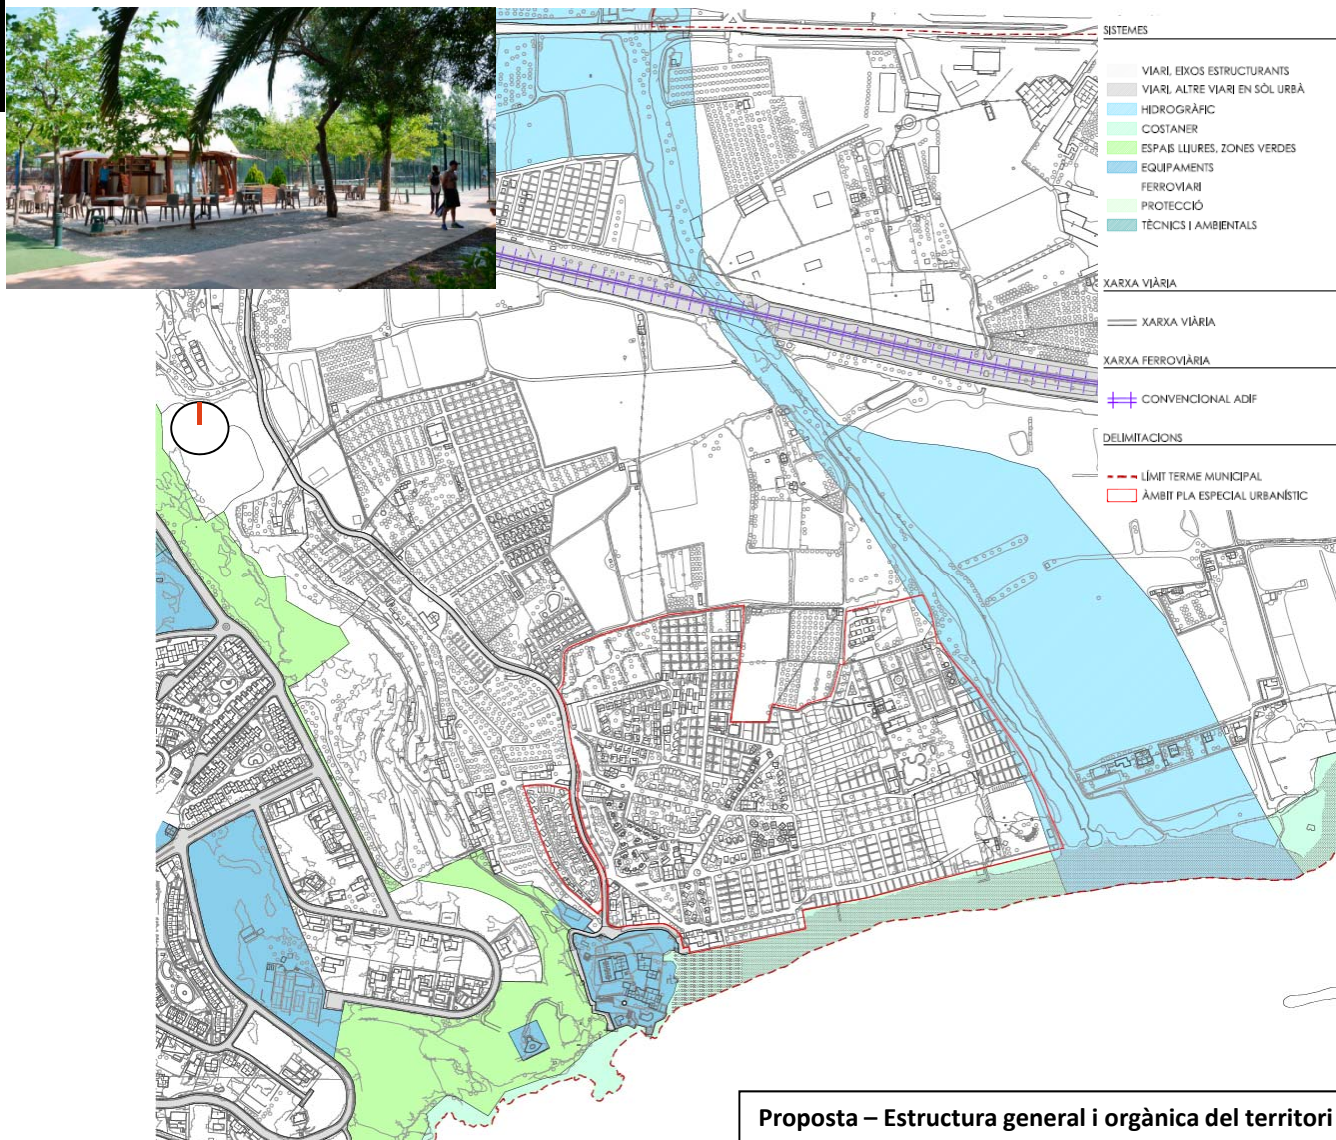 SISTEMES
VIARI, EIXOS ESTRUCTURANTS
VIARI, ALTRE VIARI EN SÒL URBÀ
HIDROGRÀFIC
COSTANER
ESPAIS LLIURES, ZONES VERDES
EQUIPAMENTS
FERROVIARI
PROTECCIÓ
TÈCNICS I AMBIENTALS
XARXA VIÀRIA
XARXA VIÀRIA
XARXA FERROVIÀRIA
CONVENCIONAL ADIF
DELIMITACIONS
LÍMIT TERME MUNICIPAL
ÀMBIT PLA ESPECIAL URBANÍSTIC
Proposta – Estructura general i orgànica del territori